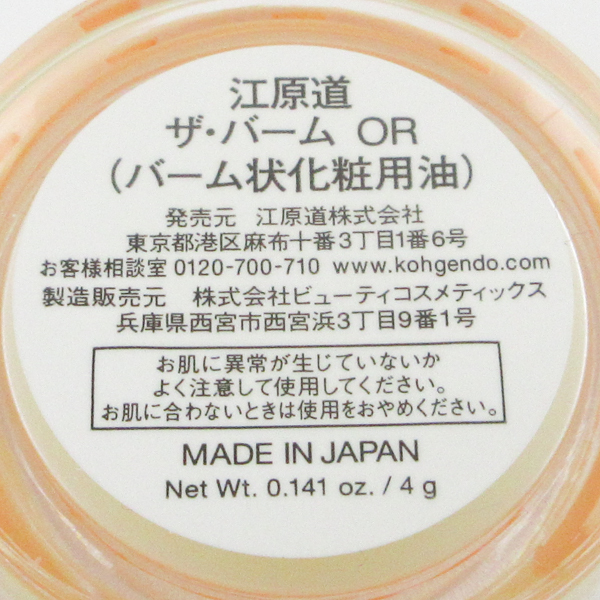 江原道
ザ・バーム OR
（バーム状化粧用油）
発売元 江原道株式会社
東京都港区麻布十番3丁目1番6号
お客様相談室 0120-700-710 www.kohgendo.com
製造販売元 株式会社ビューティコスメティックス
兵庫県西宮市西宮浜3丁目9番1号
お肌に異常が生じていないか
よく注意して使用してください。
お肌に合わないときは使用をおやめください。
MADE IN JAPAN
Net Wt. 0.141 oz. / 4 g